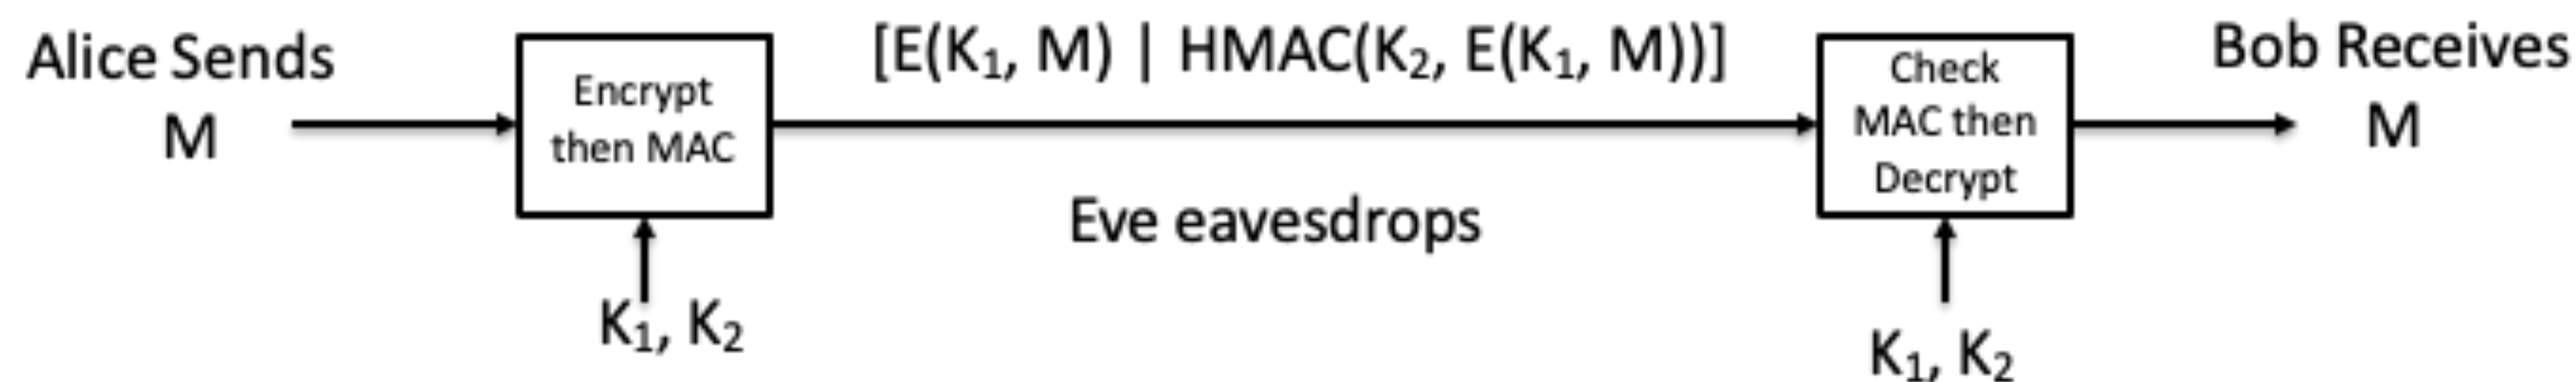 Alice Sends
M
Encrypt
then MAC
K₁, K₂
[E(K₁, M) | HMAC(K₂, E(K₁, M))]
Eve eavesdrops
Check
MAC then
Decrypt
K₁, K₂
Bob Receives
M